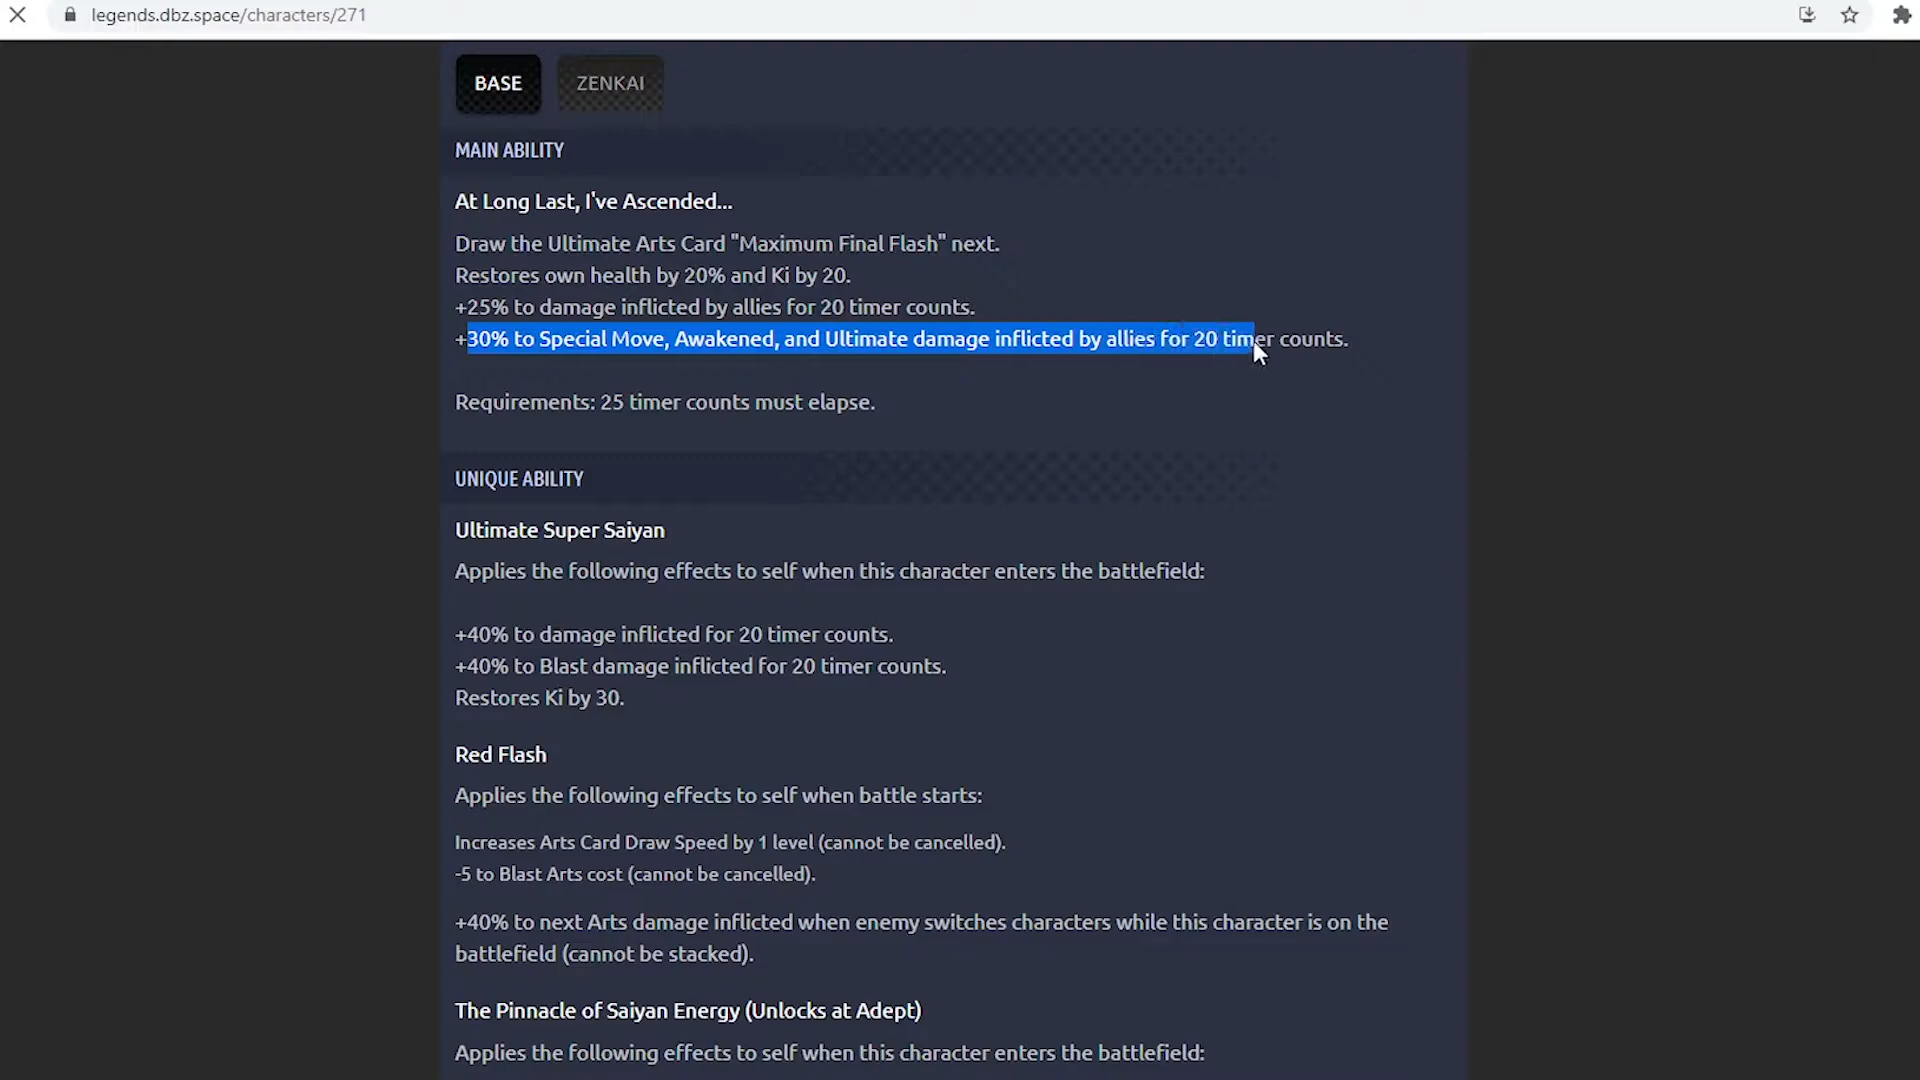 legends.dbz.space/characters/271
BASE
ZENKAI
MAIN ABILITY
At Long Last, I've Ascended...
Draw the Ultimate Arts Card "Maximum Final Flash" next.
Restores own health by 20% and Ki by 20.
+25% to damage inflicted by allies for 20 timer counts.
+30% to Special Move, Awakened, and Ultimate damage inflicted by allies for 20 timer counts.
Requirements: 25 timer counts must elapse.
UNIQUE ABILITY
Ultimate Super Saiyan
Applies the following effects to self when this character enters the battlefield:
+40% to damage inflicted for 20 timer counts.
+40% to Blast damage inflicted for 20 timer counts.
Restores Ki by 30.
Red Flash
Applies the following effects to self when battle starts:
Increases Arts Card Draw Speed by 1 level (cannot be cancelled).
-5 to Blast Arts cost (cannot be cancelled).
+40% to next Arts damage inflicted when enemy switches characters while this character is on the
battlefield (cannot be stacked).
The Pinnacle of Saiyan Energy (Unlocks at Adept)
Applies the following effects to self when this character enters the battlefield: